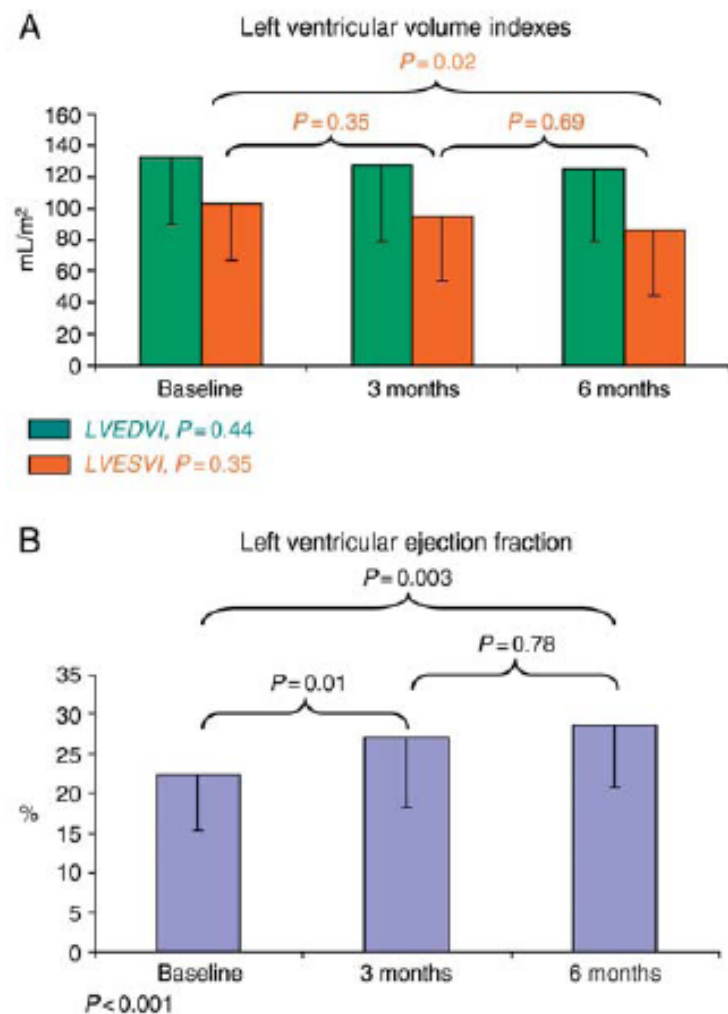 A
Left ventricular volume indexes
P=0.02
P=0.35 P=0.69
160
140
120
100
80
60
40
20
0
mL/m²
Baseline 3 months 6 months
LVEDVI, P=0.44
LVESVI, P=0.35
B
Left ventricular ejection fraction
P=0.003
P=0.78
P=0.01
35
30
25
20
15
10
5
0
%
Baseline 3 months 6 months
P<0.001